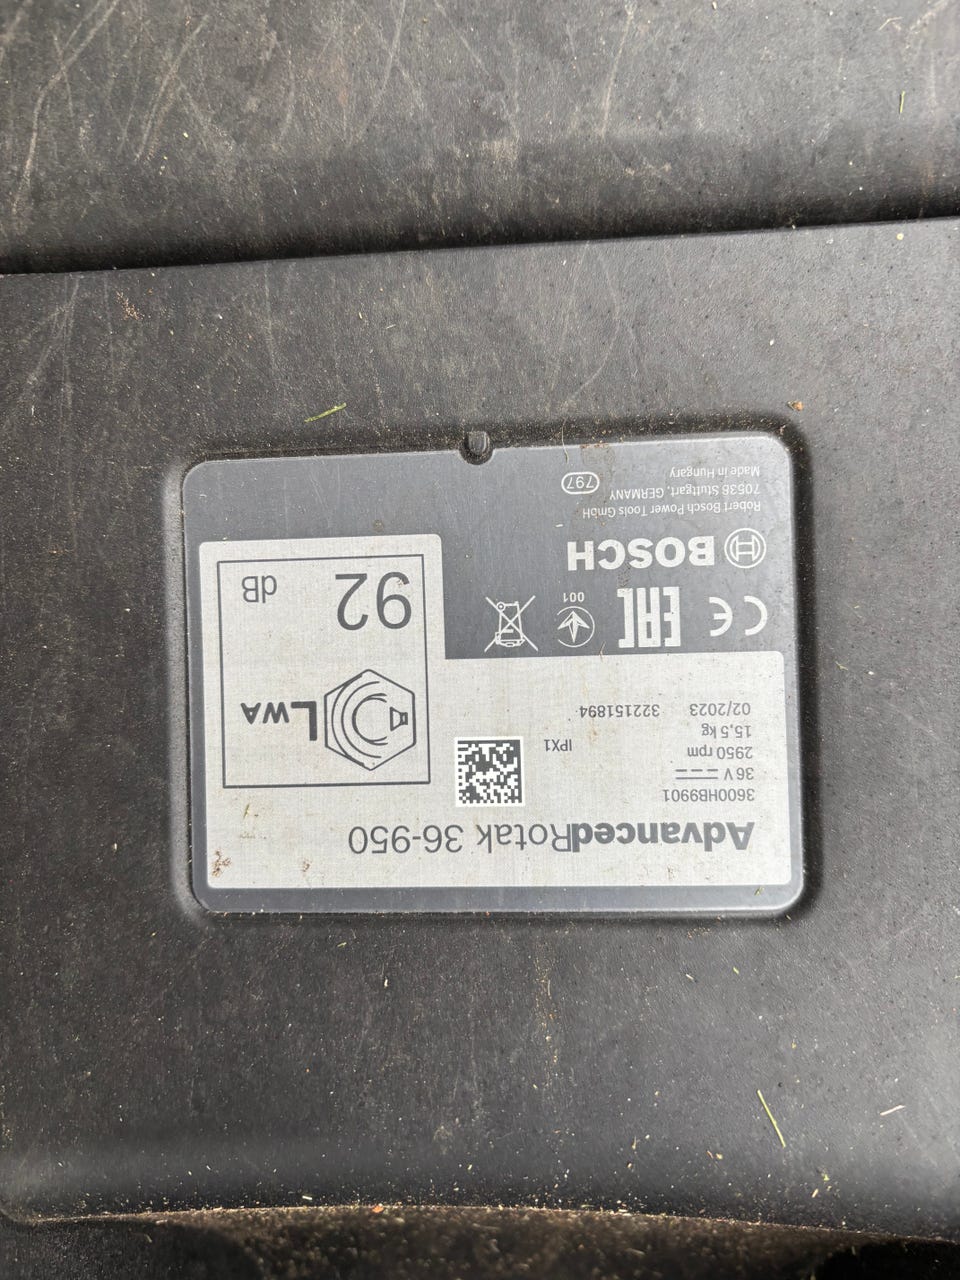 AdvancedRotak 36-950
3600HB9901
36 V
2950 rpm
15,5 kg
IPX1
02/2023 322151894
LWA
92
dB
CE
EAC
001
BOSCH
Robert Bosch Power Tools GmbH
70538 Stuttgart, GERMANY
Made in Hungary
797